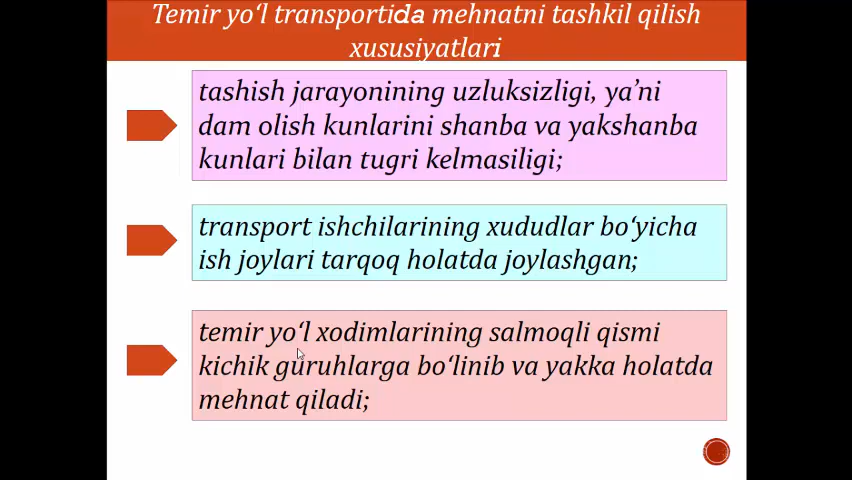 Temir yo‘l transportida mehnatni tashkil qilish
xususiyatlari
tashish jarayonining uzluksizligi, ya’ni
dam olish kunlarini shanba va yakshanba
kunlari bilan tugri kelmasiligi;
transport ishchilarining xududlar bo‘yicha
ish joylari tarqoq holatda joylashgan;
temir yo‘l xodimlarining salmoqli qismi
kichik guruhlarga bo‘linib va yakka holatda
mehnat qiladi;